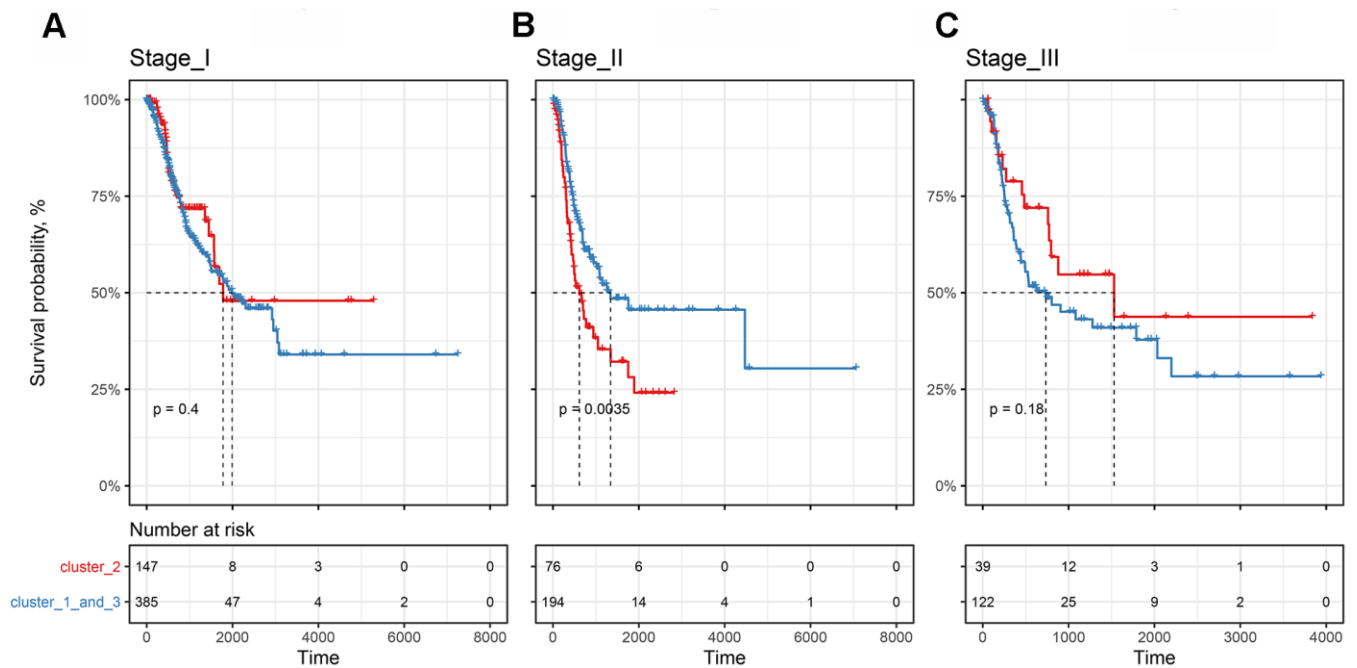 A
B
C
Stage_I
Stage_II
Stage_III
Survival probability, %
100%
75%
50%
25%
0%
p = 0.4
p = 0.0035
p = 0.18
Number at risk
cluster_2
147 8 3 0 0
76 6 0 0 0
39 12 3 1 0
cluster_1_and_3
385 47 4 2 0
194 14 4 1 0
122 25 9 2 0
0 2000 4000 6000 8000
0 2000 4000 6000 8000
0 1000 2000 3000 4000
Time
Time
Time